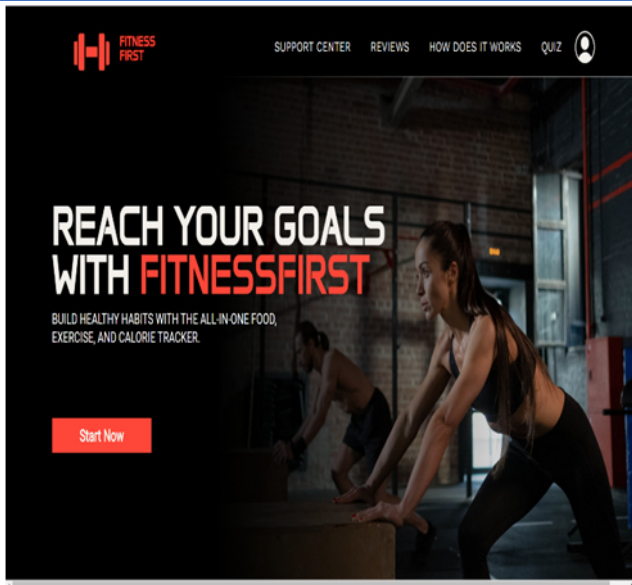 FITNESS
FIRST
SUPPORT CENTER REVIEWS HOW DOES IT WORKS QUIZ
REACH YOUR GOALS
WITH FITNESSFIRST
BUILD HEALTHY HABITS WITH THE ALL-IN-ONE FOOD,
EXERCISE, AND CALORIE TRACKER.
Start Now